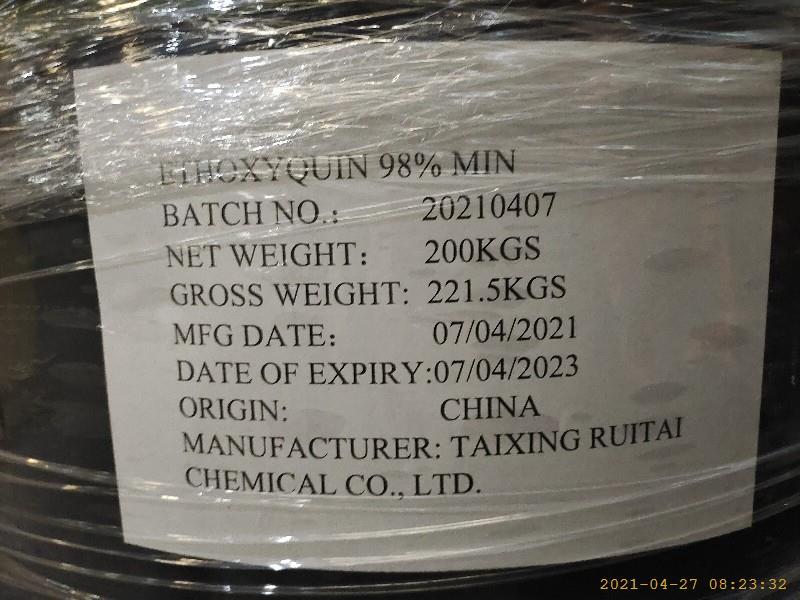 ETHOXYQUIN 98% MIN
BATCH NO.: 20210407
NET WEIGHT: 200KGS
GROSS WEIGHT: 221.5KGS
MFG DATE: 07/04/2021
DATE OF EXPIRY:07/04/2023
ORIGIN: CHINA
MANUFACTURER: TAIXING RUITAI
CHEMICAL CO., LTD.
2021-04-27 08:23:32